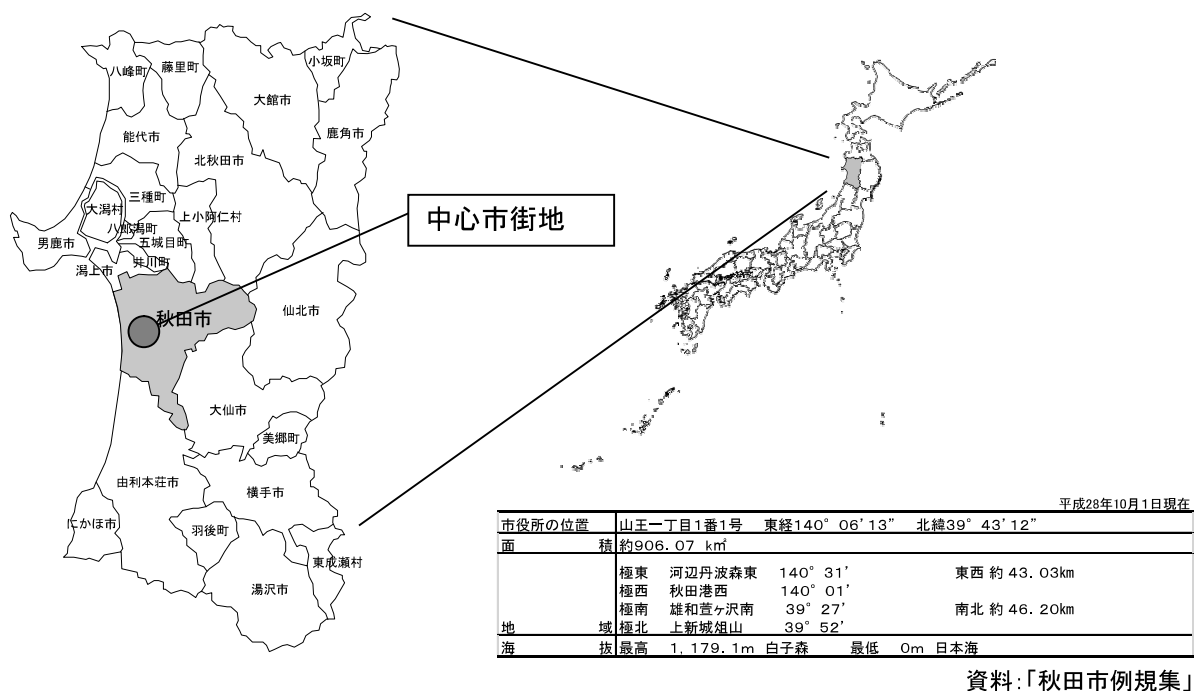 小坂町
八峰町
藤里町
大館市
鹿角市
能代市
北秋田市
三種町
大潟村
上小阿仁村
八郎潟町
五城目町
男鹿市
井川町
潟上市
中心市街地
秋田市
仙北市
大仙市
美郷町
由利本荘市
横手市
にかほ市
羽後町
東成瀬村
湯沢市
平成28年10月1日現在
市役所の位置 山王一丁目1番1号 東経140°06'13" 北緯39°43'12"
面積 約906.07 k㎡
極東 河辺丹波森東 140°31' 東西 約 43.03km
極西 秋田港西 140°01'
極南 雄和萱ヶ沢南 39°27' 南北 約 46.20km
地域 極北 上新城俎山 39°52'
海抜 最高 1,179.1m 白子森 最低 0m 日本海
資料:「秋田市例規集」